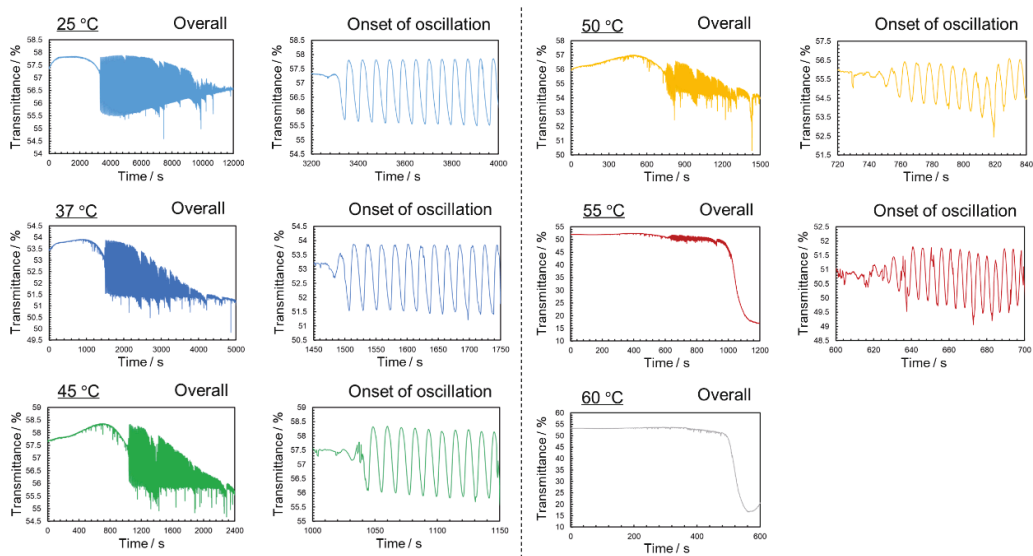 25 °C
Overall
Transmittance / %
58.5
58
57.5
57
56.5
56
55.5
55
54.5
54
0 2000 4000 6000 8000 10000 12000
Time / s
Onset of oscillation
Transmittance / %
58.5
58
57.5
57
56.5
56
55.5
55
54.5
3200 3400 3600 3800 4000
Time / s
37 °C
Overall
Transmittance / %
54.5
54
53.5
53
52.5
52
51.5
51
50.5
50
49.5
0 1000 2000 3000 4000 5000
Time / s
Onset of oscillation
Transmittance / %
54.5
54
53.5
53
52.5
52
51.5
51
50.5
1450 1500 1550 1600 1650 1700 1750
Time / s
45 °C
Overall
Transmittance / %
59
58.5
58
57.5
57
56.5
56
55.5
55
54.5
0 400 800 1200 1600 2000 2400
Time / s
Onset of oscillation
Transmittance / %
59
58.5
58
57.5
57
56.5
56
55.5
55
1000 1030 1060 1090 1120 1150
Time / s
50 °C
Overall
Transmittance / %
58
57
56
55
54
53
52
51
50
0 300 600 900 1200 1500
Time / s
Onset of oscillation
Transmittance / %
56.5
55.5
54.5
53.5
52.5
51.5
720 740 760 780 800 820 840
Time / s
55 °C
Overall
Transmittance / %
55
50
45
40
35
30
25
20
15
10
0 200 400 600 800 1000 1200
Time / s
Onset of oscillation
Transmittance / %
52.5
52
51.5
51
50.5
50
49.5
49
48.5
600 620 640 660 680 700
Time / s
60 °C
Overall
Transmittance / %
60
55
50
45
40
35
30
25
20
15
10
0 200 400 600
Time / s